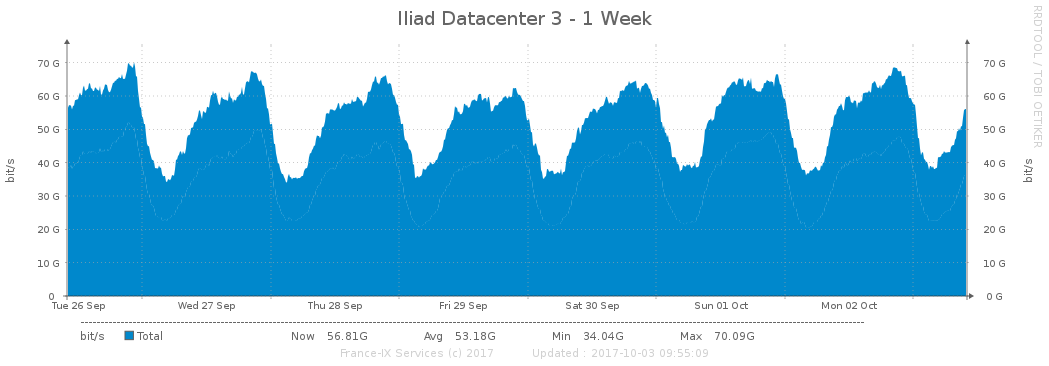 Iliad Datacenter 3 - 1 Week
RRDTOOL / TOBI OETIKER
bit/s
70 G 70 G
60 G 60 G
50 G 50 G
40 G 40 G
30 G 30 G
20 G 20 G
10 G 10 G
0 0 G
bit/s
Tue 26 Sep Wed 27 Sep Thu 28 Sep Fri 29 Sep Sat 30 Sep Sun 01 Oct Mon 02 Oct
bit/s Total Now 56.81G Avg 53.18G Min 34.04G Max 70.09G
France-IX Services (c) 2017 Updated : 2017-10-03 09:55:09